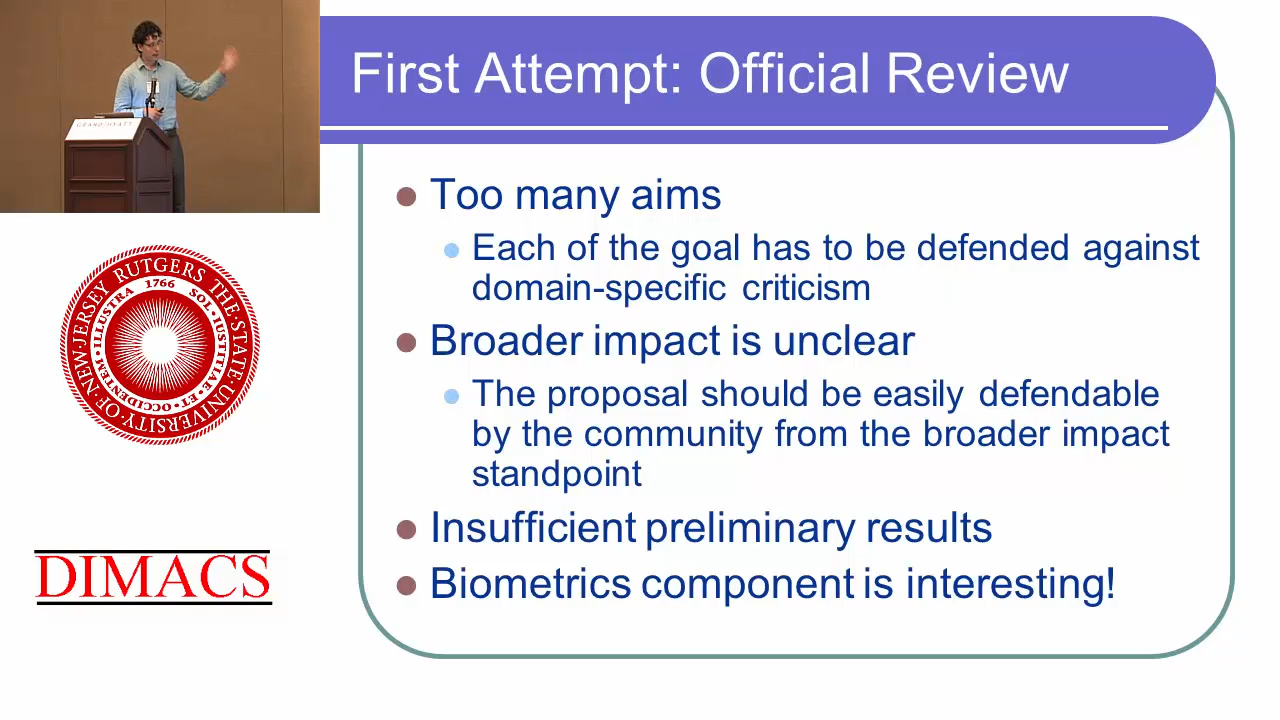 First Attempt: Official Review
GRAND HYATT
Too many aims
Each of the goal has to be defended against
domain-specific criticism
Broader impact is unclear
The proposal should be easily defendable
by the community from the broader impact
standpoint
Insufficient preliminary results
Biometrics component is interesting!
RUTGERS THE STATE UNIVERSITY OF NEW JERSEY
1766
SOL IUSTITIAE ET OCCIDENTEM ILLUSTRA
DIMACS